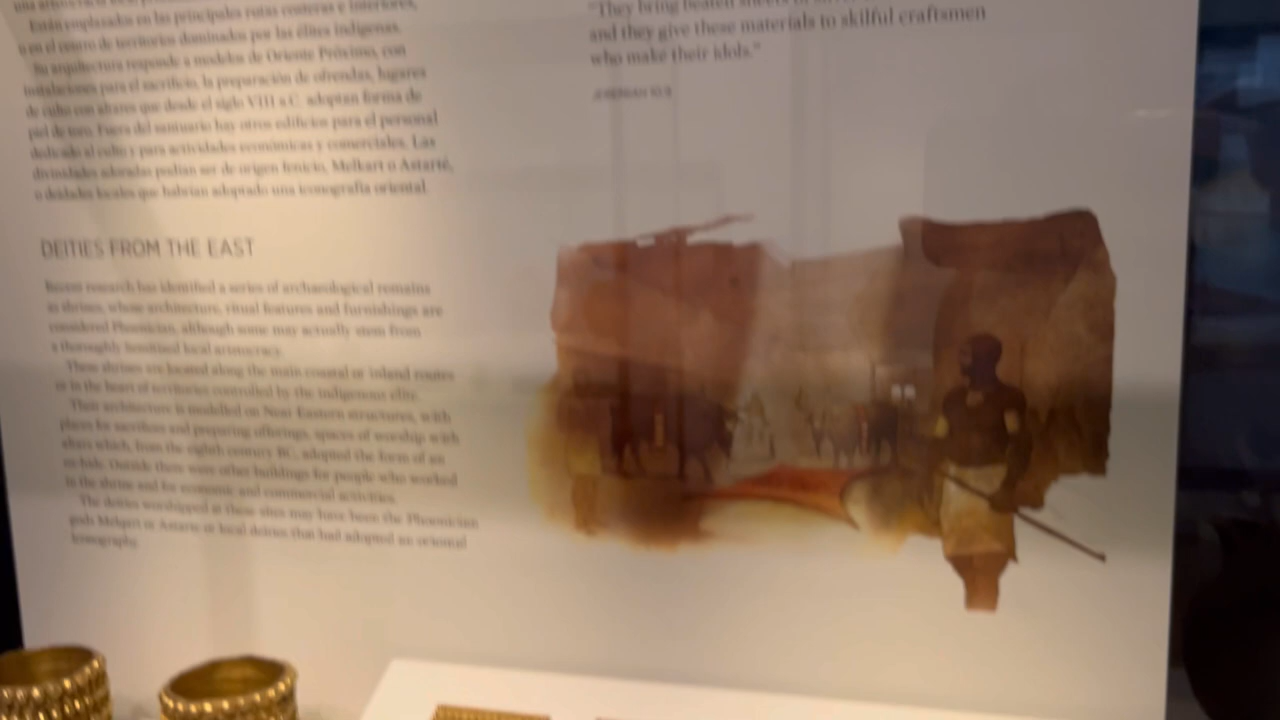 Están emplazados en las principales rutas costeras e interiores,
o en el centro de territorios dominados por las élites indígenas.
Su arquitectura responde a modelos de Oriente Próximo, con
instalaciones para el sacrificio, la preparación de ofrendas, lugares
de culto con altares que desde el siglo VIII a.C. adoptan forma de
piel de toro. Fuera del santuario hay otros edificios para el personal
dedicado al culto y para actividades económicas y comerciales. Las
divinidades adoradas podían ser de origen fenicio, Melkart o Astarté,
o deidades locales que habrían adoptado una iconografía oriental.
DEITIES FROM THE EAST
Recent research has identified a series of archaeological remains
as shrines, whose architecture, ritual features and furnishings are
considered Phoenician, although some may actually stem from
a thoroughly local aristocracy.
These shrines are located along the main coastal or inland routes
or in the heart of territories controlled by the indigenous elite.
Their architecture is modelled on Near Eastern structures, with
places for sacrifices and preparing offerings, spaces of worship with
altars which, from the eighth century BC, adopted the form of an
ox hide. Outside there were other buildings for people who worked
in the shrine and for economic and commercial activities.
The deities worshipped at these sites may have been the Phoenician
gods Melqart or Astarte or local deities that had adopted an oriental
iconography.
"They bring beaten sheets of
and they give these materials to skilful craftsmen
who make their idols."
JEREMIAH 10:9